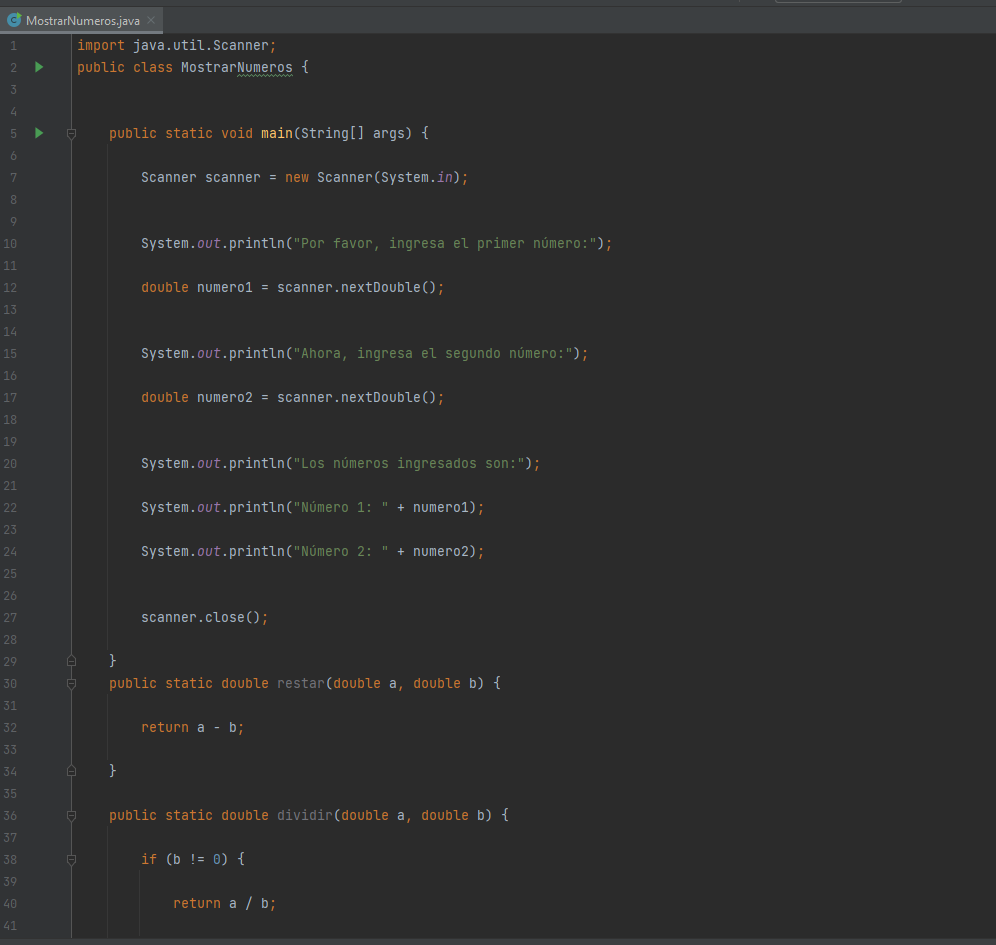 MostrarNumeros.java
1 import java.util.Scanner;
2 public class MostrarNumeros {
3
4
5 public static void main(String[] args) {
6
7 Scanner scanner = new Scanner(System.in);
8
9
10 System.out.println("Por favor, ingresa el primer número:");
11
12 double numero1 = scanner.nextDouble();
13
14
15 System.out.println("Ahora, ingresa el segundo número:");
16
17 double numero2 = scanner.nextDouble();
18
19
20 System.out.println("Los números ingresados son:");
21
22 System.out.println("Número 1: " + numero1);
23
24 System.out.println("Número 2: " + numero2);
25
26
27 scanner.close();
28
29 }
30 public static double restar(double a, double b) {
31
32 return a - b;
33
34 }
35
36 public static double dividir(double a, double b) {
37
38 if (b != 0) {
39
40 return a / b;
41